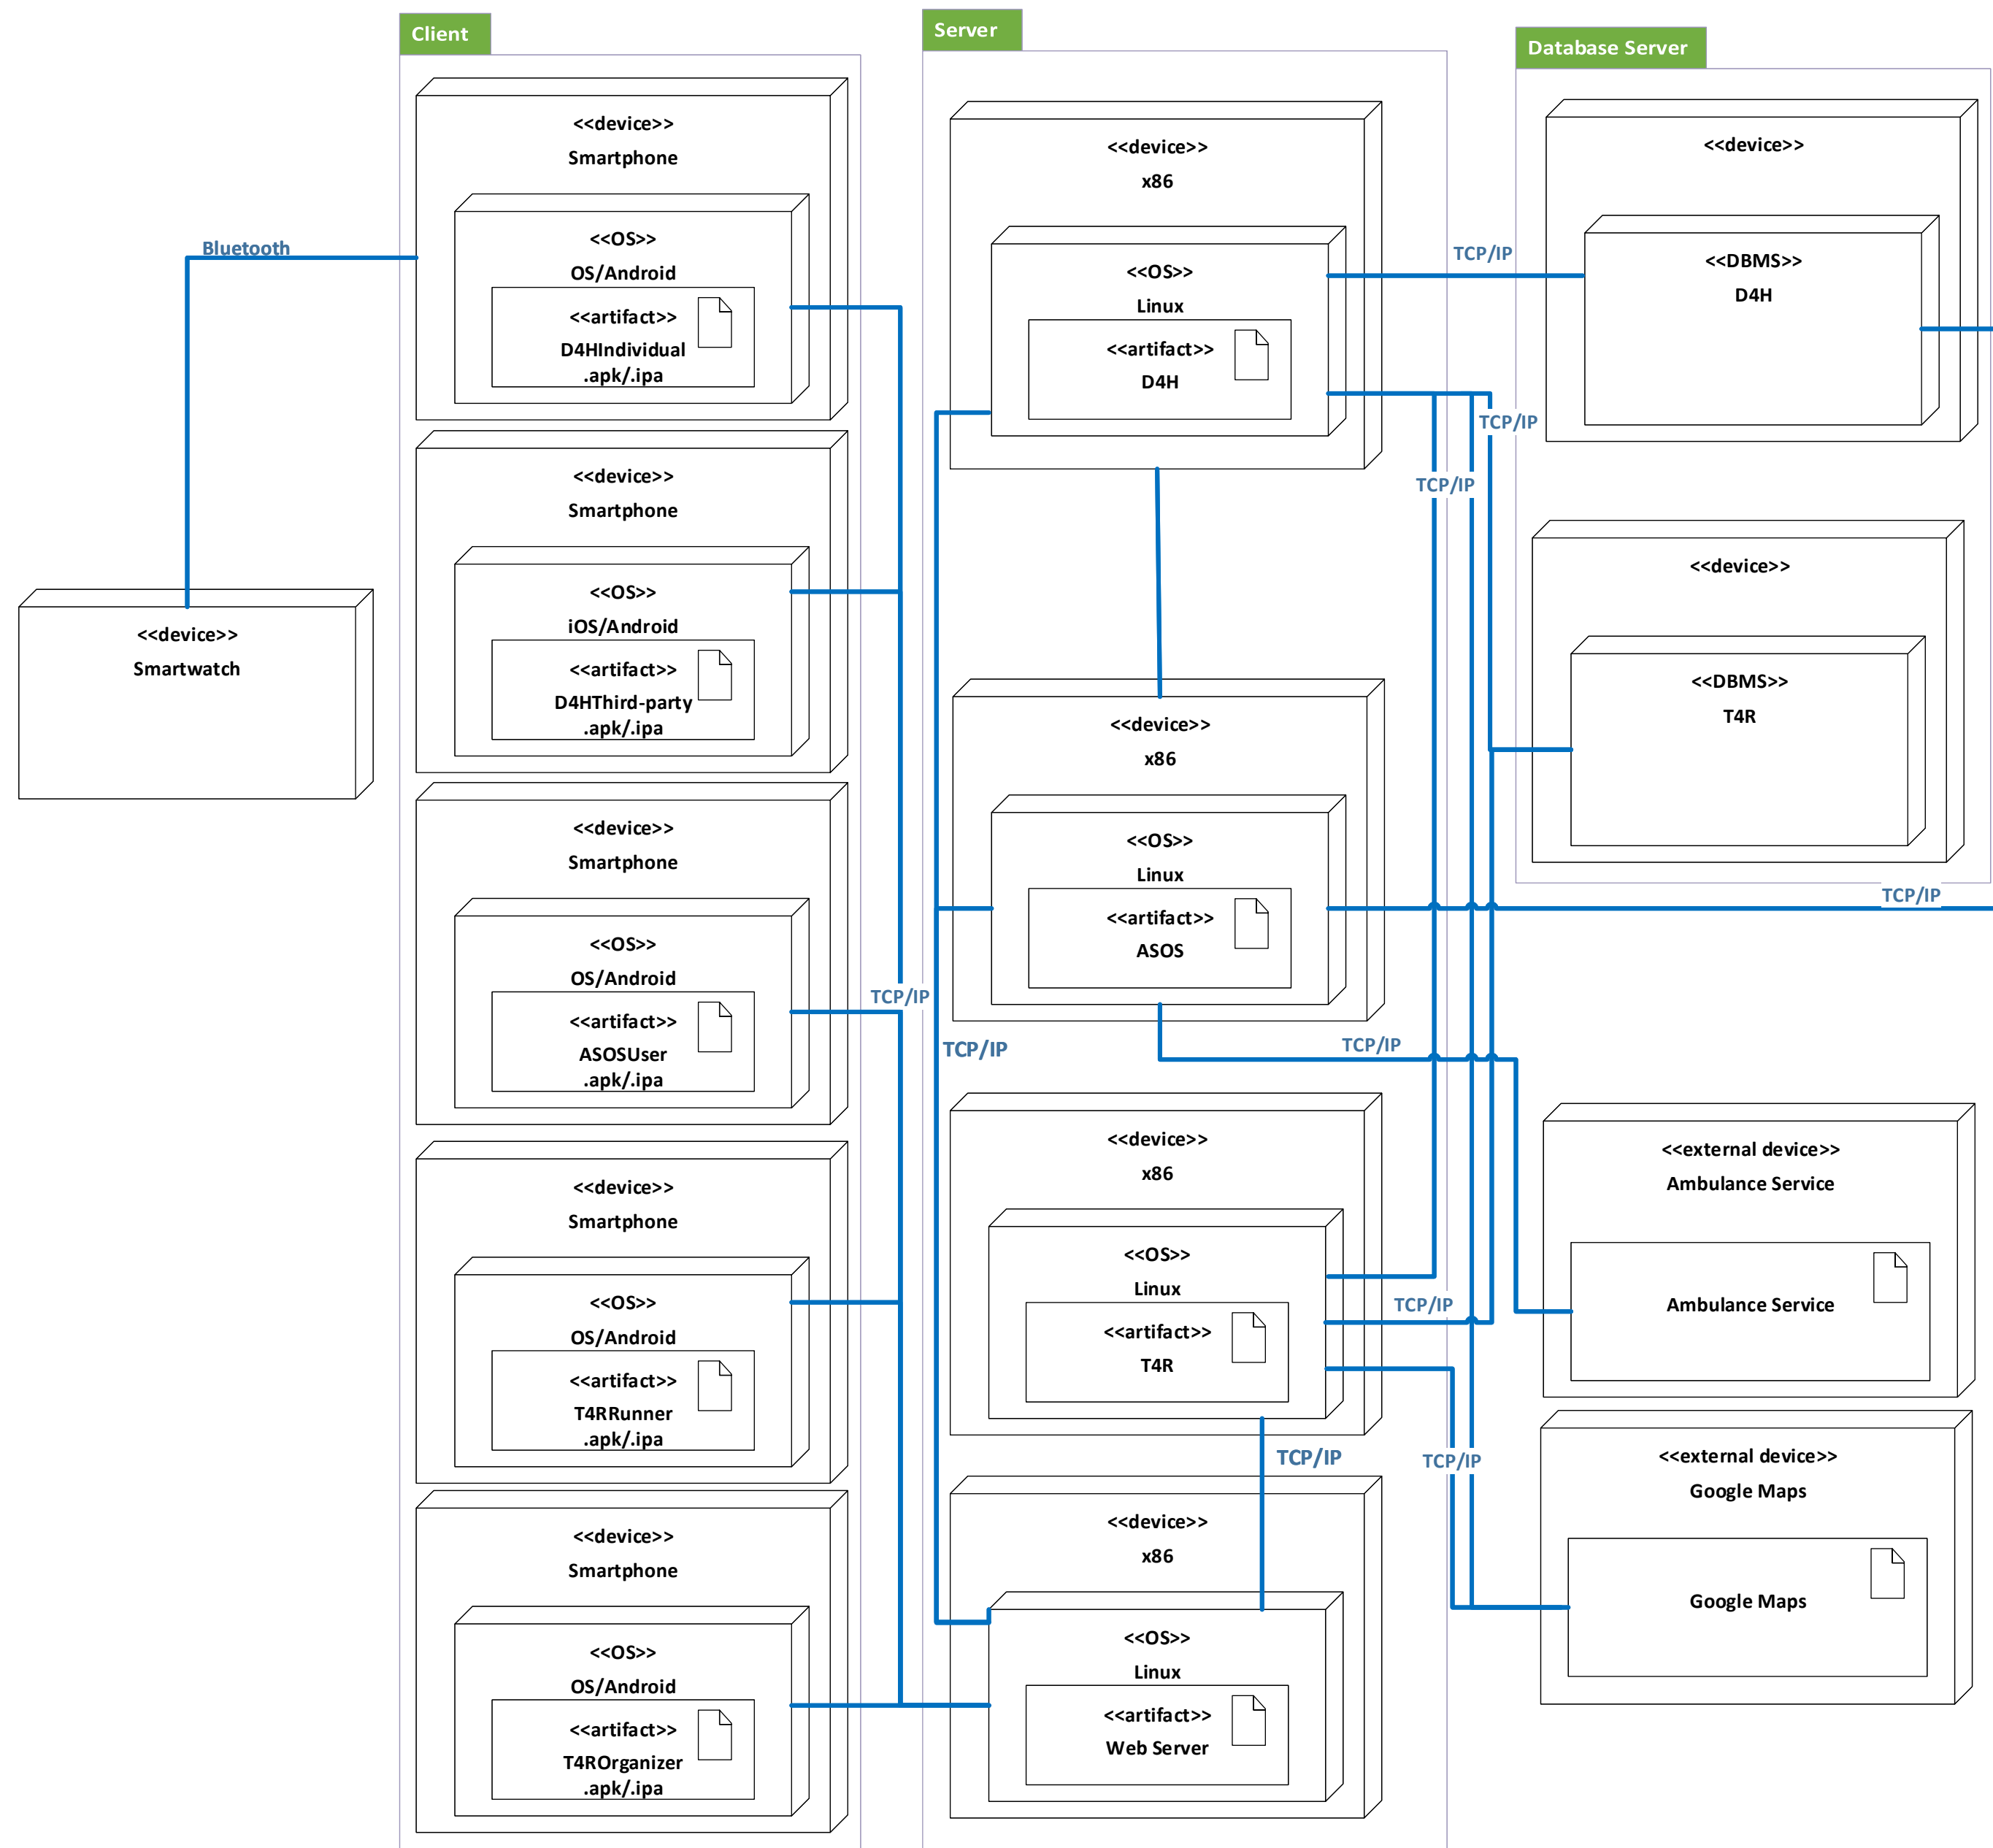 Client
Server
Database Server
<<device>>
Smartphone
<<OS>>
OS/Android
<<artifact>>
D4HIndividual
.apk/.ipa
<<device>>
Smartphone
<<OS>>
iOS/Android
<<artifact>>
D4HThird-party
.apk/.ipa
<<device>>
Smartphone
<<OS>>
OS/Android
<<artifact>>
ASOSUser
.apk/.ipa
<<device>>
Smartphone
<<OS>>
OS/Android
<<artifact>>
T4RRunner
.apk/.ipa
<<device>>
Smartphone
<<OS>>
OS/Android
<<artifact>>
T4ROrganizer
.apk/.ipa
Bluetooth
<<device>>
Smartwatch
TCP/IP
TCP/IP
<<device>>
x86
<<OS>>
Linux
<<artifact>>
D4H
<<device>>
x86
<<OS>>
Linux
<<artifact>>
ASOS
<<device>>
x86
<<OS>>
Linux
<<artifact>>
T4R
TCP/IP
<<device>>
x86
<<OS>>
Linux
<<artifact>>
Web Server
TCP/IP
TCP/IP
TCP/IP
TCP/IP
TCP/IP
TCP/IP
TCP/IP
<<device>>
<<DBMS>>
D4H
<<device>>
<<DBMS>>
T4R
<<external device>>
Ambulance Service
Ambulance Service
<<external device>>
Google Maps
Google Maps